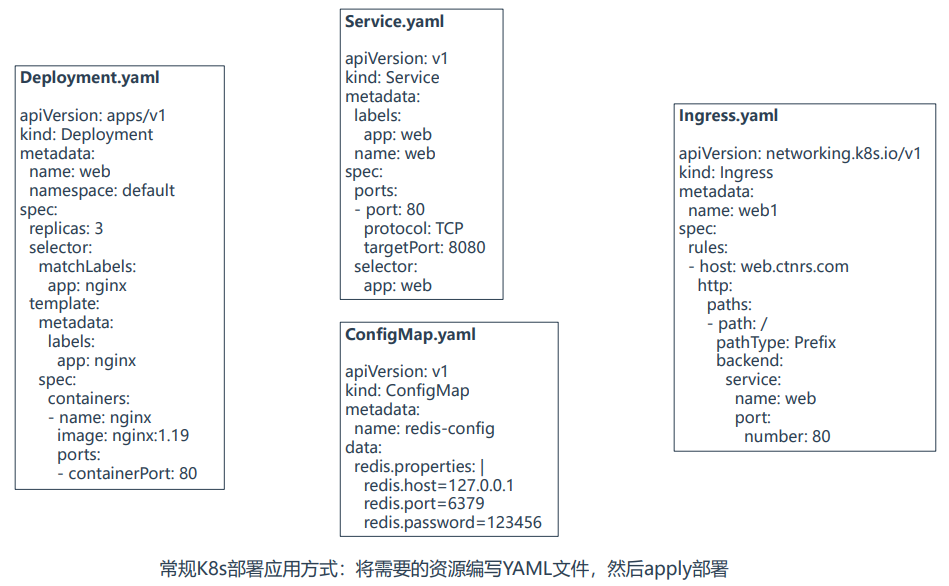 Deployment.yaml
apiVersion: apps/v1
kind: Deployment
metadata:
  name: web
  namespace: default
spec:
  replicas: 3
  selector:
    matchLabels:
      app: nginx
  template:
    metadata:
      labels:
        app: nginx
    spec:
      containers:
      - name: nginx
        image: nginx:1.19
        ports:
        - containerPort: 80
Service.yaml
apiVersion: v1
kind: Service
metadata:
  labels:
    app: web
  name: web
spec:
  ports:
  - port: 80
    protocol: TCP
    targetPort: 8080
  selector:
    app: web
ConfigMap.yaml
apiVersion: v1
kind: ConfigMap
metadata:
  name: redis-config
data:
  redis.properties: |
    redis.host=127.0.0.1
    redis.port=6379
    redis.password=123456
Ingress.yaml
apiVersion: networking.k8s.io/v1
kind: Ingress
metadata:
  name: web1
spec:
  rules:
  - host: web.ctnrs.com
    http:
      paths:
      - path: /
        pathType: Prefix
        backend:
          service:
            name: web
            port:
              number: 80
常规K8s部署应用方式：将需要的资源编写YAML文件，然后apply部署